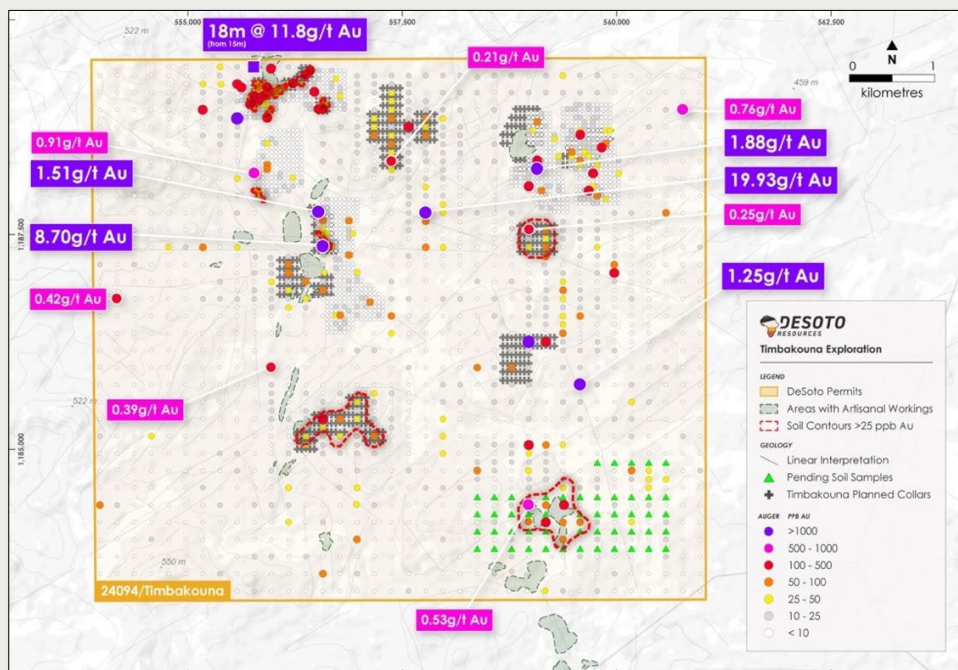 555,000
557,500
560,000
562,500
522 m
18m @ 11.8g/t Au
(from 15m)
0.21g/t Au
N
0 1
kilometres
459 m
0.76g/t Au
0.91g/t Au
1.88g/t Au
1.51g/t Au
19.93g/t Au
0.25g/t Au
1,187,500
8.70g/t Au
1.25g/t Au
0.42g/t Au
0.39g/t Au
522 m
1,185,000
550 m
24094/Timbakouna
0.53g/t Au
DESOTO
RESOURCES
Timbakouna Exploration
LEGEND
DeSoto Permits
Areas with Artisanal Workings
Soil Contours >25 ppb Au
GEOLOGY
Linear Interpretation
Pending Soil Samples
Timbakouna Planned Collars
AUGER PPB AU
>1000
500 - 1000
100 - 500
50 - 100
25 - 50
10 - 25
< 10